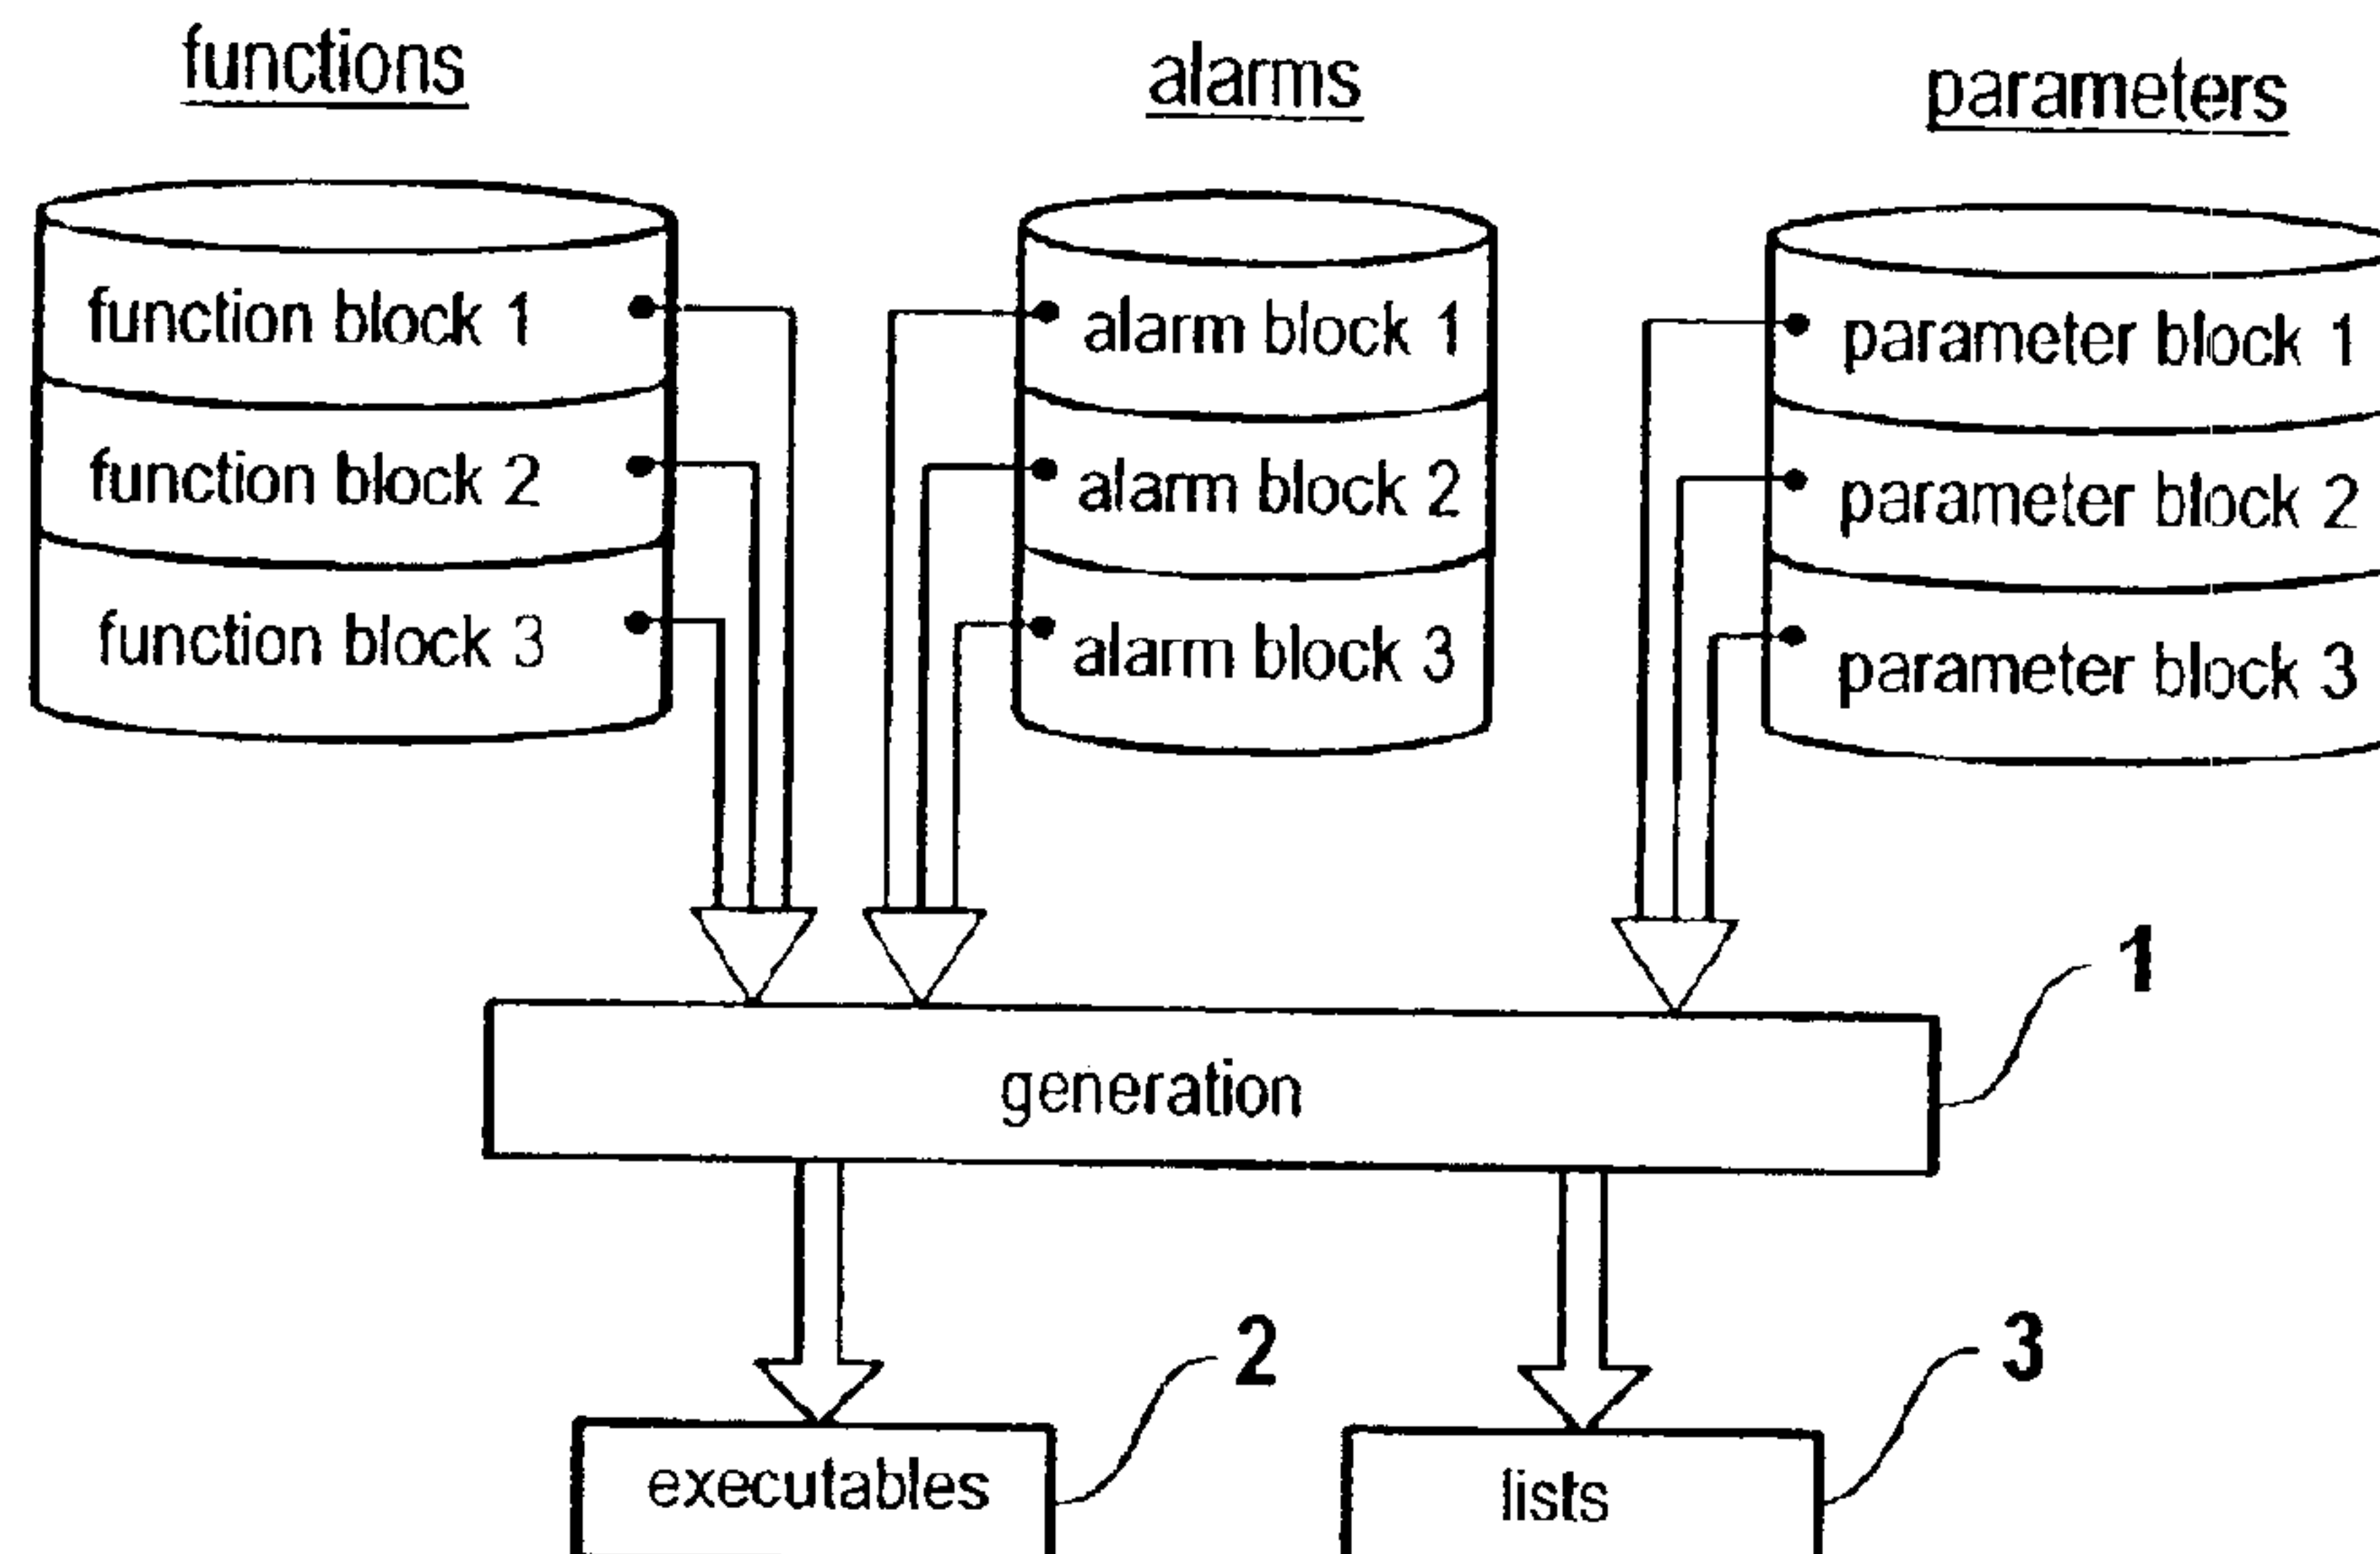 functions
alarms
parameters
function block 1
function block 2
function block 3
alarm block 1
alarm block 2
alarm block 3
parameter block 1
parameter block 2
parameter block 3
generation
1
executables
2
lists
3